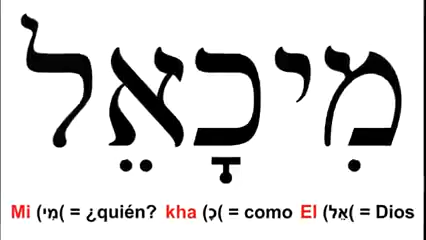 מִיכָאֵל
Mi (מִי)= ¿quién? kha (כָ)= como El (אֵל)= Dios